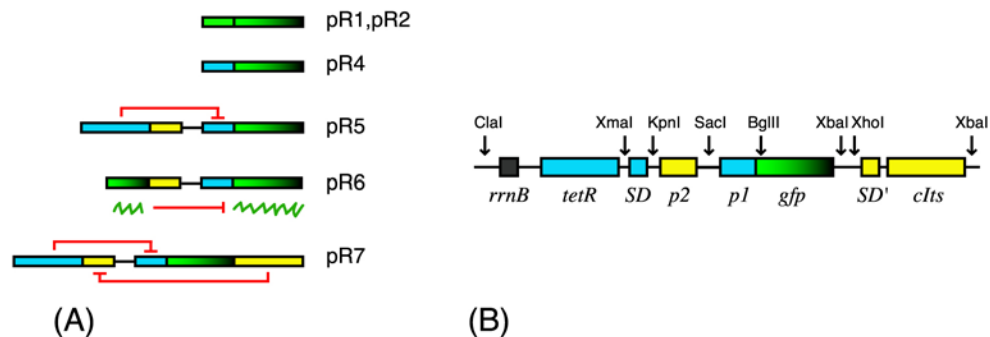 pR1,pR2
pR4
pR5
pR6
pR7
(A)
ClaI XmaI KpnI SacI BglII XbaI XhoI XbaI
rrnB tetR SD p2 p1 gfp SD' cIts
(B)